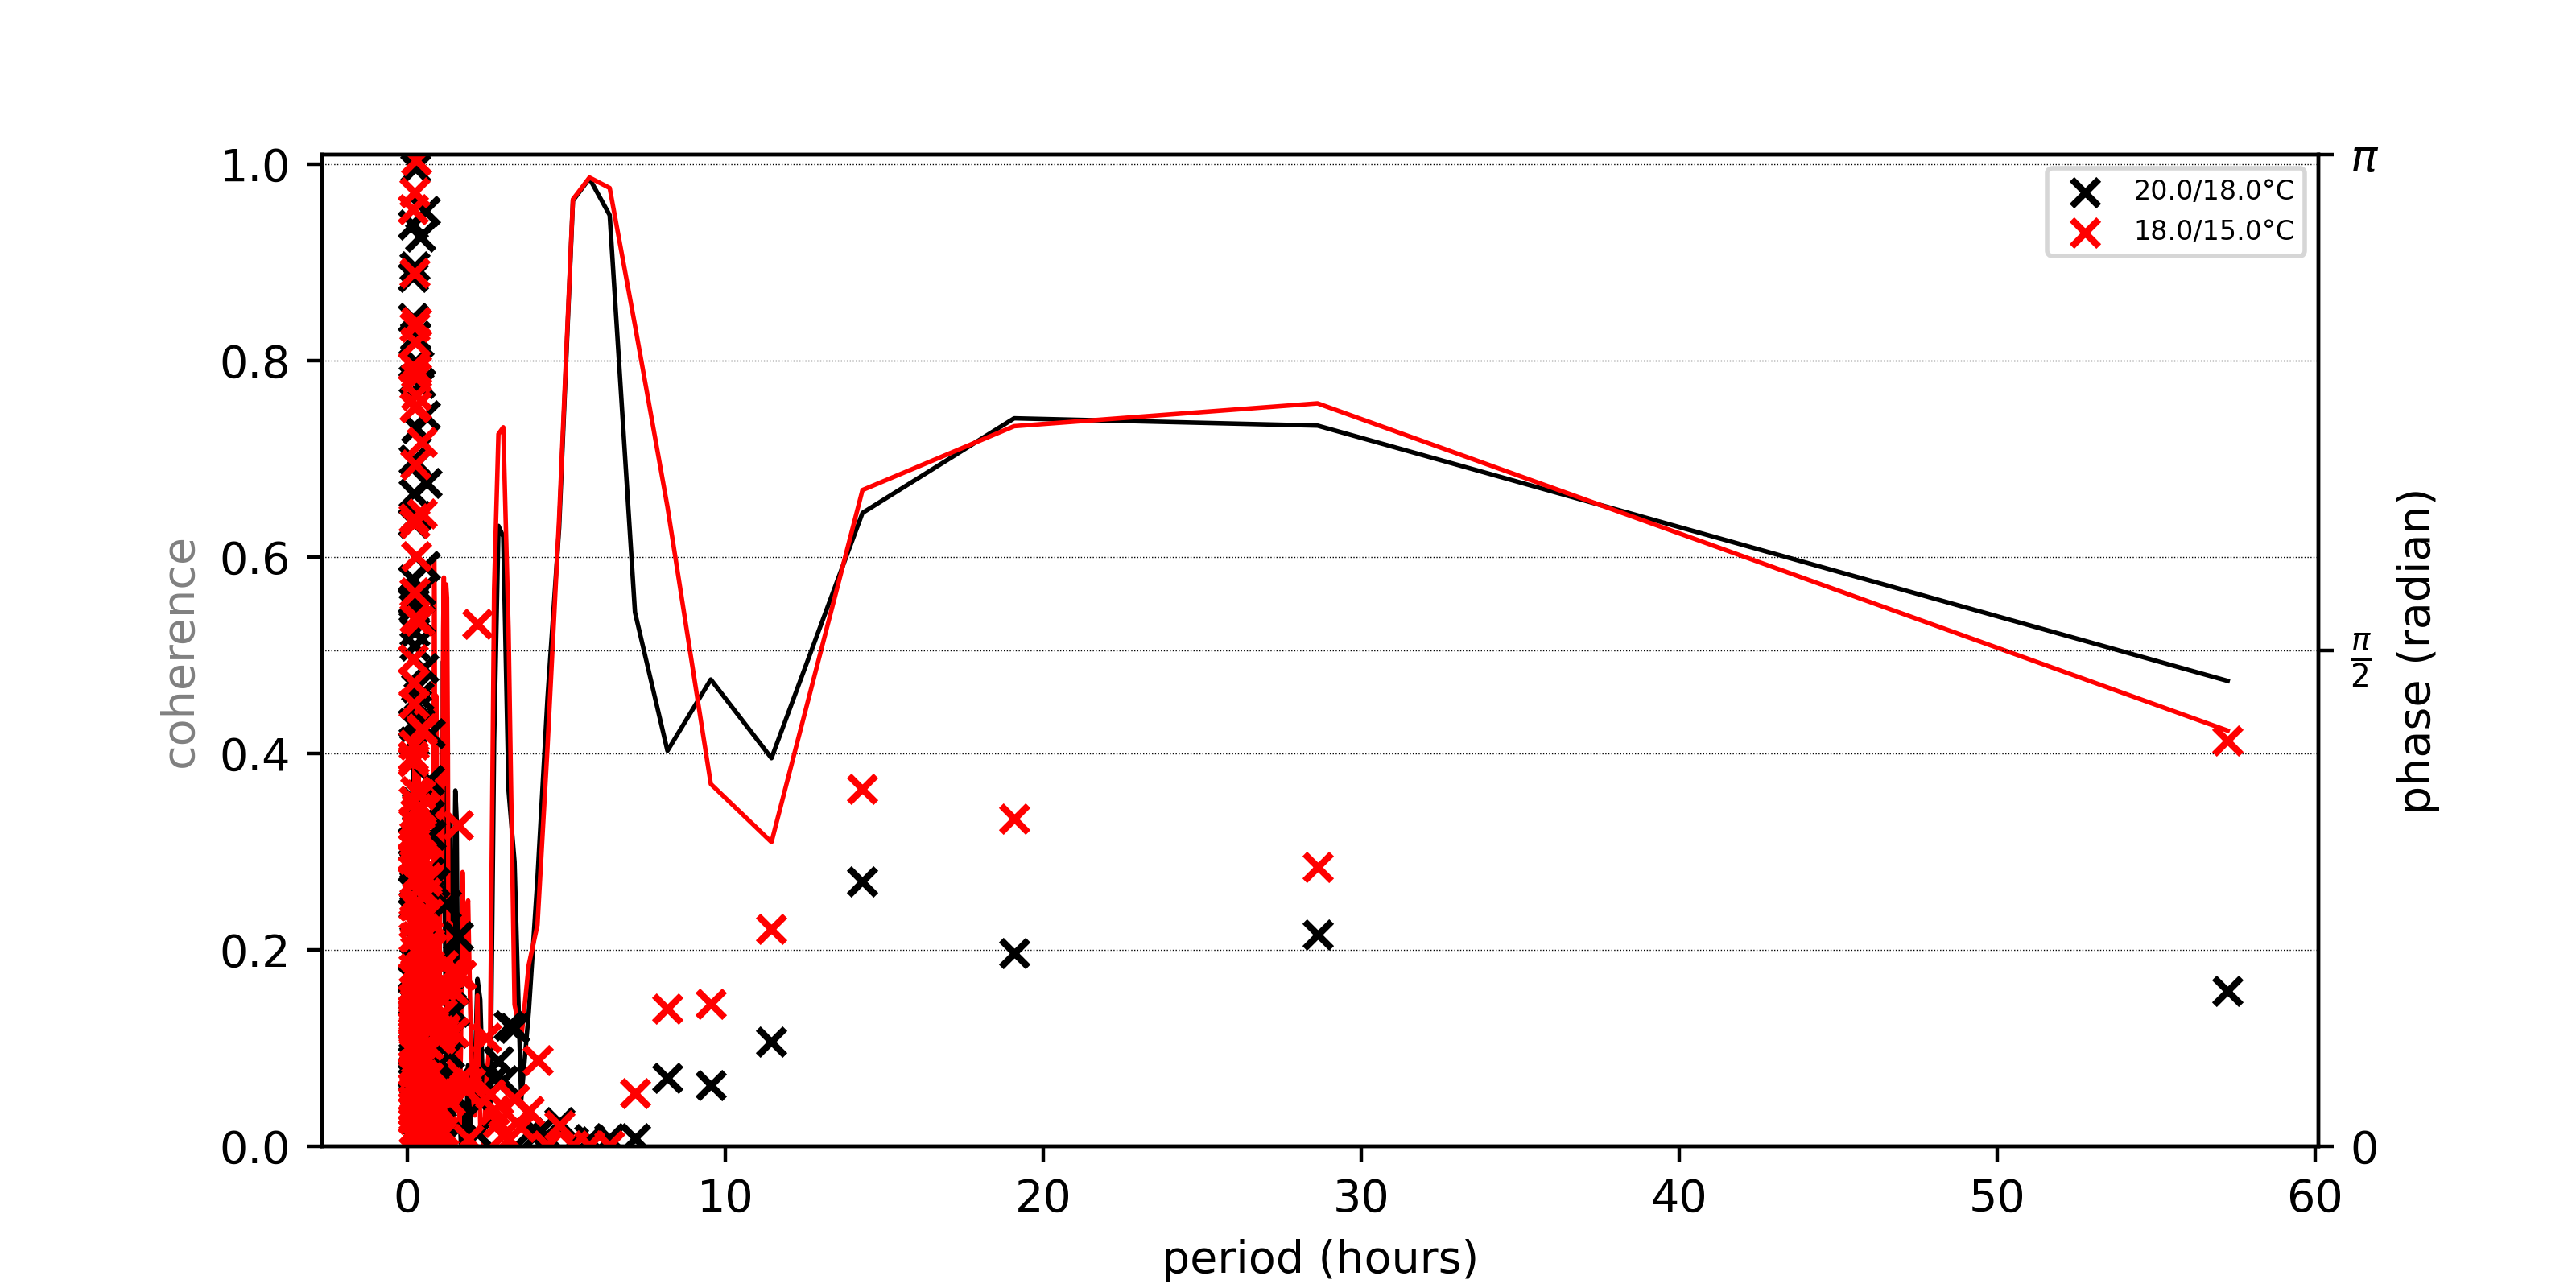 1.0
0.8
0.6
0.4
0.2
0.0
coherence
π
π/2
0
phase (radian)
20.0/18.0°C
18.0/15.0°C
0 10 20 30 40 50 60
period (hours)